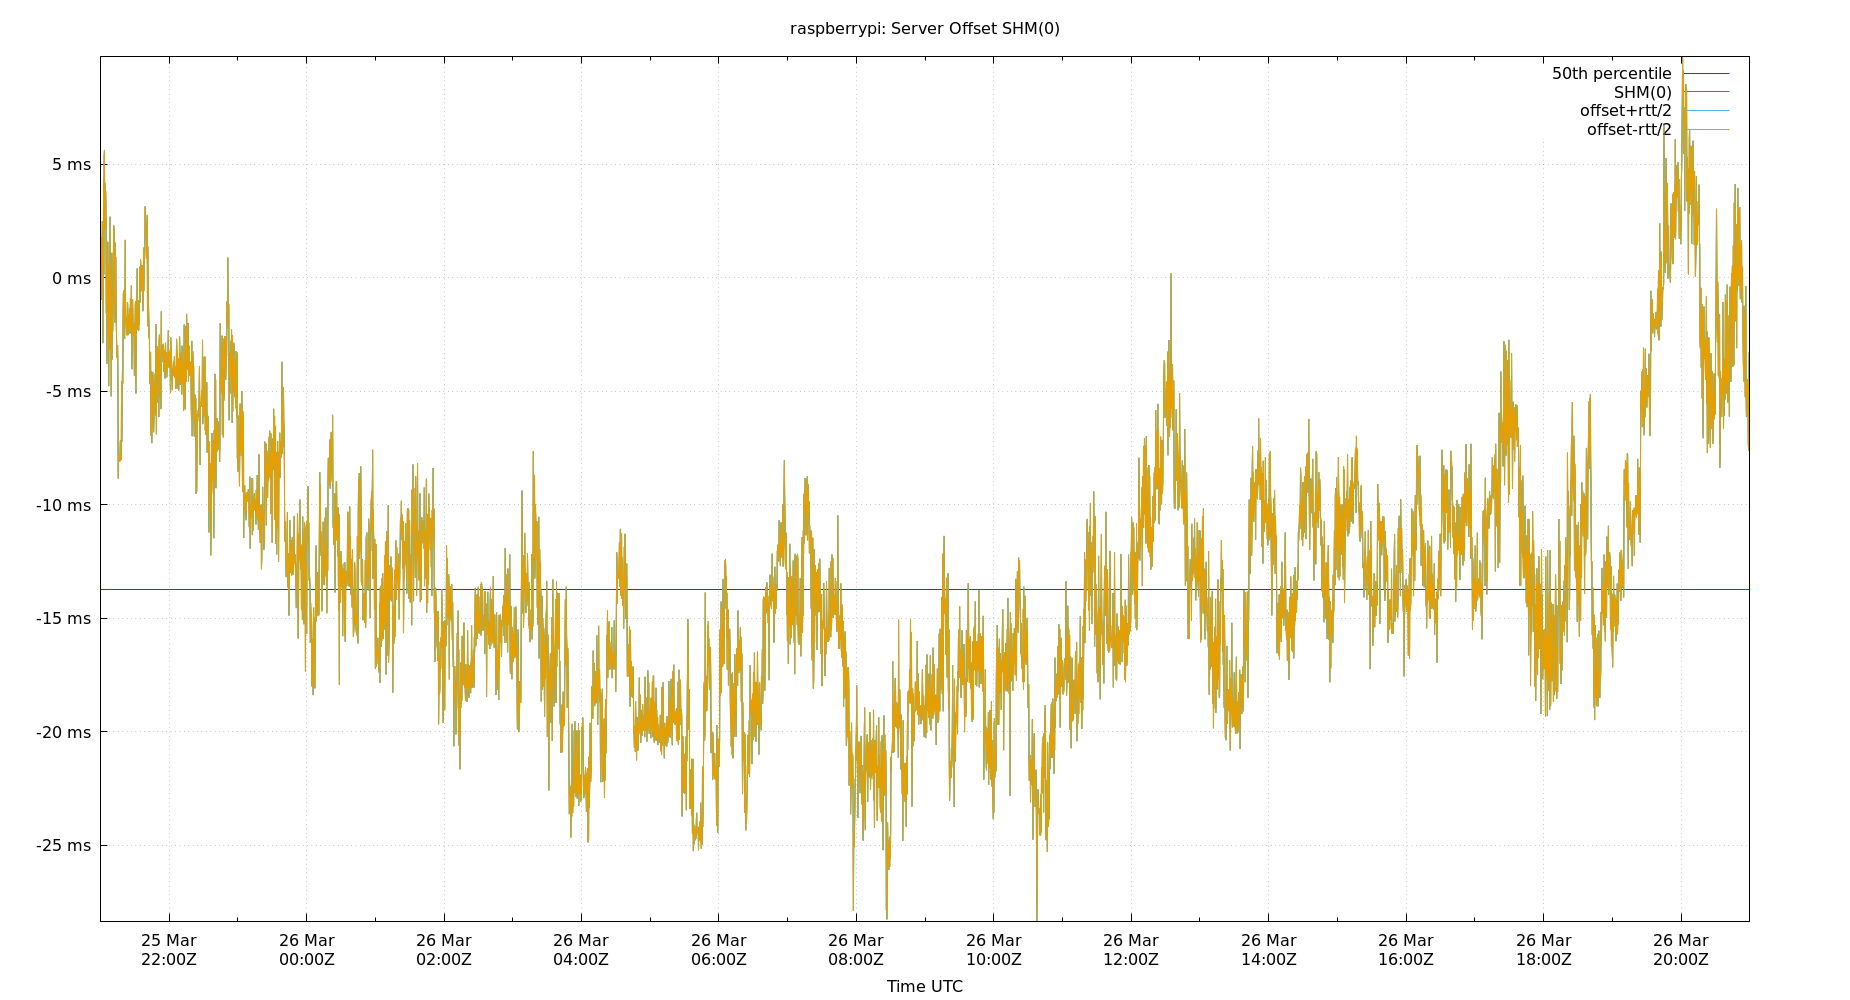 raspberrypi: Server Offset SHM(0)
50th percentile
SHM(0)
offset+rtt/2
offset-rtt/2
5 ms
0 ms
-5 ms
-10 ms
-15 ms
-20 ms
-25 ms
25 Mar 26 Mar 26 Mar 26 Mar 26 Mar 26 Mar 26 Mar 26 Mar 26 Mar 26 Mar 26 Mar 26 Mar
22:00Z 00:00Z 02:00Z 04:00Z 06:00Z 08:00Z 10:00Z 12:00Z 14:00Z 16:00Z 18:00Z 20:00Z
Time UTC